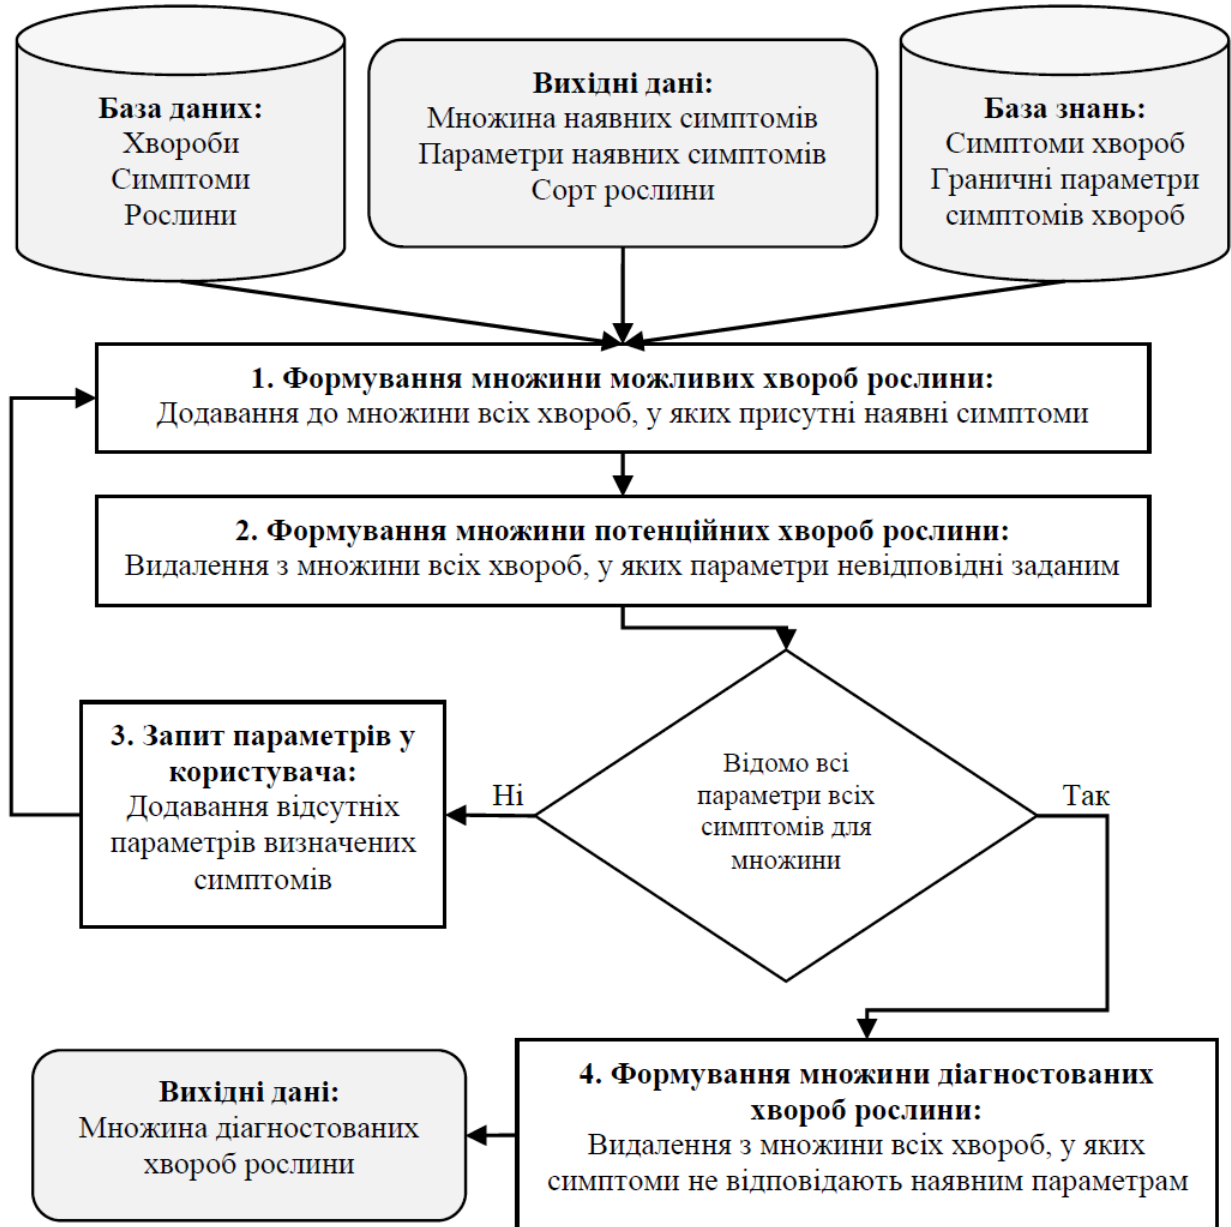 База даних:
Хвороби
Симптоми
Рослини
Вихідні дані:
Множина наявних симптомів
Параметри наявних симптомів
Сорт рослини
База знань:
Симптоми хвороб
Граничні параметри
симптомів хвороб
1. Формування множини можливих хвороб рослини:
Додавання до множини всіх хвороб, у яких присутні наявні симптоми
2. Формування множини потенційних хвороб рослини:
Видалення з множини всіх хвороб, у яких параметри невідповідні заданим
3. Запит параметрів у
користувача:
Додавання відсутніх
параметрів визначених
симптомів
Ні
Відомо всі
параметри всіх
симптомів для
множини
Так
Вихідні дані:
Множина діагностованих
хвороб рослини
4. Формування множини діагностованих
хвороб рослини:
Видалення з множини всіх хвороб, у яких
симптоми не відповідають наявним параметрам